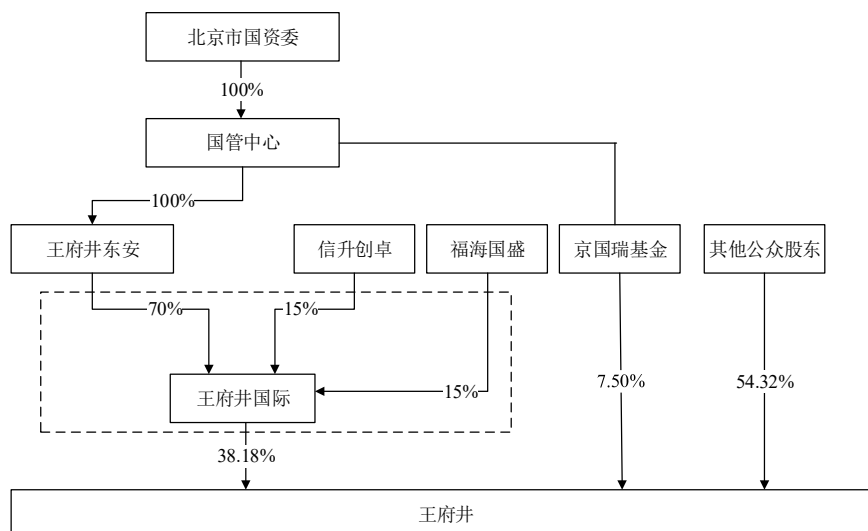 北京市国资委
100%
国管中心
100%
王府井东安
信升创卓
福海国盛
京国瑞基金
其他公众股东
70%
15%
王府井国际
15%
7.50%
54.32%
38.18%
王府井